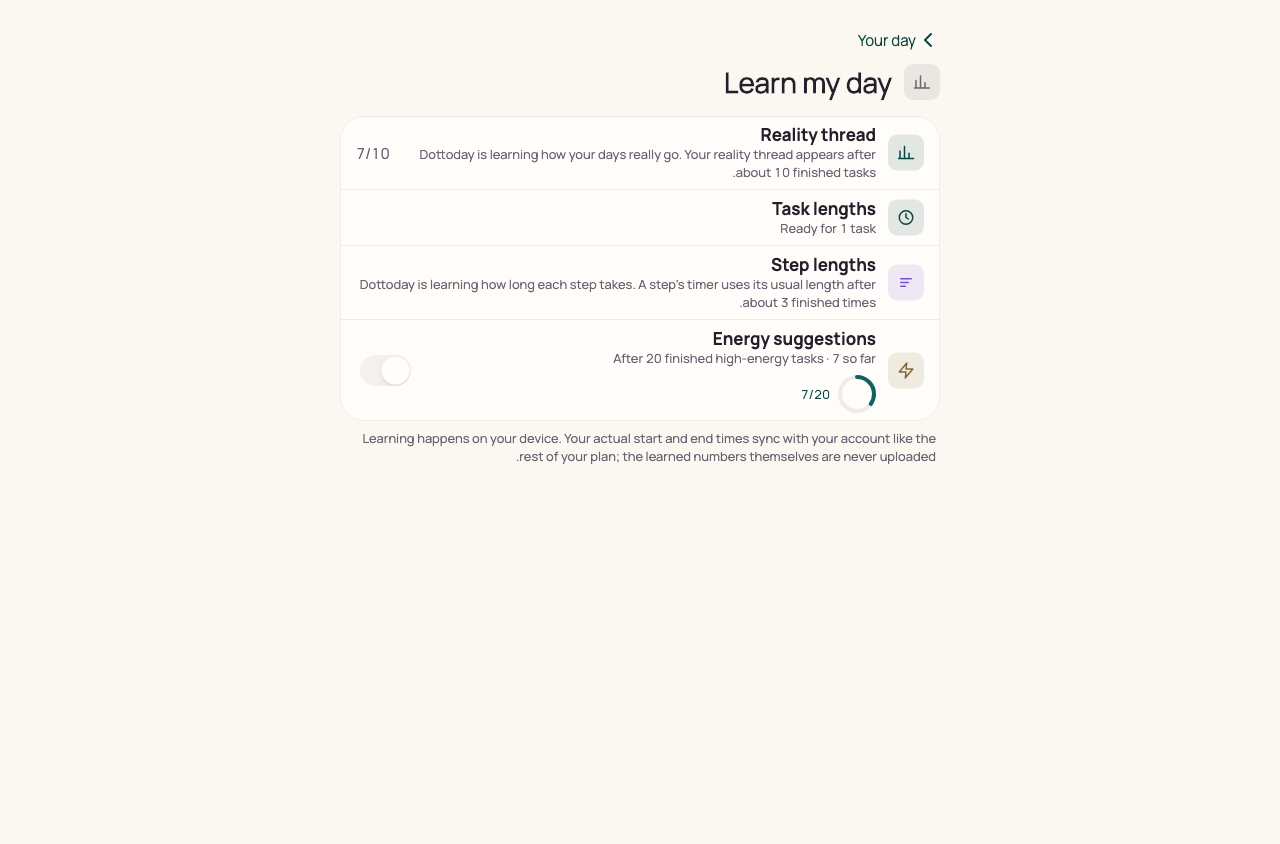 Your day
Learn my day
Reality thread
Dottoday is learning how your days really go. Your reality thread appears after
about 10 finished tasks.
7/10
Task lengths
Ready for 1 task
Step lengths
Dottoday is learning how long each step takes. A step's timer uses its usual length after
about 3 finished times.
Energy suggestions
After 20 finished high-energy tasks · 7 so far
7/20
Learning happens on your device. Your actual start and end times sync with your account like the
rest of your plan; the learned numbers themselves are never uploaded.